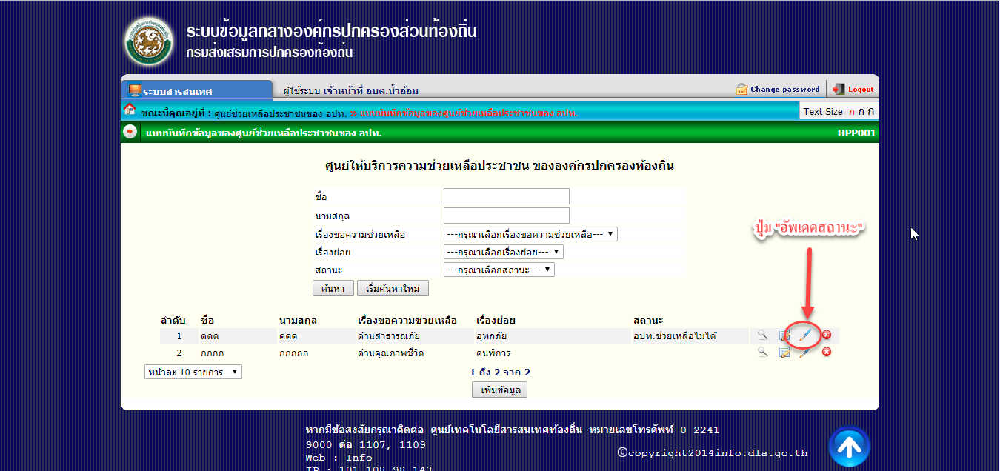 ระบบข้อมูลกลางองค์กรปกครองส่วนท้องถิ่น
กรมส่งเสริมการปกครองท้องถิ่น
ระบบสารสนเทศ ผู้ใช้ระบบ เจ้าหน้าที่ อบต.น้ำอ้อม Change password Logout
ขณะนี้คุณอยู่ที่ : ศูนย์ช่วยเหลือประชาชนของ อปท. » แบบบันทึกข้อมูลของศูนย์ช่วยเหลือประชาชนของ อปท. Text Size ก ก ก
แบบบันทึกข้อมูลของศูนย์ช่วยเหลือประชาชนของ อปท. HPP001
ศูนย์ให้บริการความช่วยเหลือประชาชน ขององค์กรปกครองท้องถิ่น
ชื่อ
นามสกุล
เรื่องขอความช่วยเหลือ ---กรุณาเลือกเรื่องขอความช่วยเหลือ---
เรื่องย่อย ---กรุณาเลือกเรื่องย่อย---
สถานะ ---กรุณาเลือกสถานะ---
ค้นหา เริ่มค้นหาใหม่
ปุ่ม "อัพเดตสถานะ"
ลำดับ ชื่อ นามสกุล เรื่องขอความช่วยเหลือ เรื่องย่อย สถานะ
1 ดดด ดดด ด้านสาธารณภัย อุทกภัย อปท.ช่วยเหลือไม่ได้
2 กกกก กกกกก ด้านคุณภาพชีวิต คนพิการ
หน้าละ 10 รายการ 1 ถึง 2 จาก 2
เพิ่มข้อมูล
หากมีข้อสงสัยกรุณาติดต่อ ศูนย์เทคโนโลยีสารสนเทศท้องถิ่น หมายเลขโทรศัพท์ 0 2241
9000 ต่อ 1107, 1109
Web : Info
IP : 101.108.98.143
©copyright2014info.dla.go.th